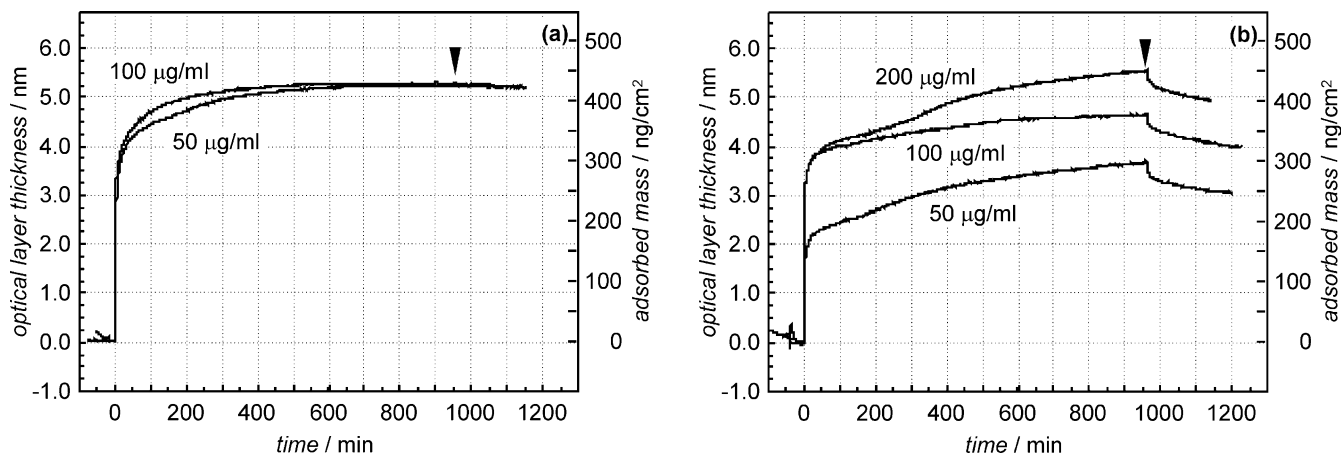 (a)
optical layer thickness / nm
6.0
5.0
4.0
3.0
2.0
1.0
0.0
-1.0
100 µg/ml
50 µg/ml
500
400
300
200
100
0
adsorbed mass / ng/cm²
0 200 400 600 800 1000 1200
time / min
(b)
optical layer thickness / nm
6.0
5.0
4.0
3.0
2.0
1.0
0.0
-1.0
200 µg/ml
100 µg/ml
50 µg/ml
500
400
300
200
100
0
adsorbed mass / ng/cm²
0 200 400 600 800 1000 1200
time / min